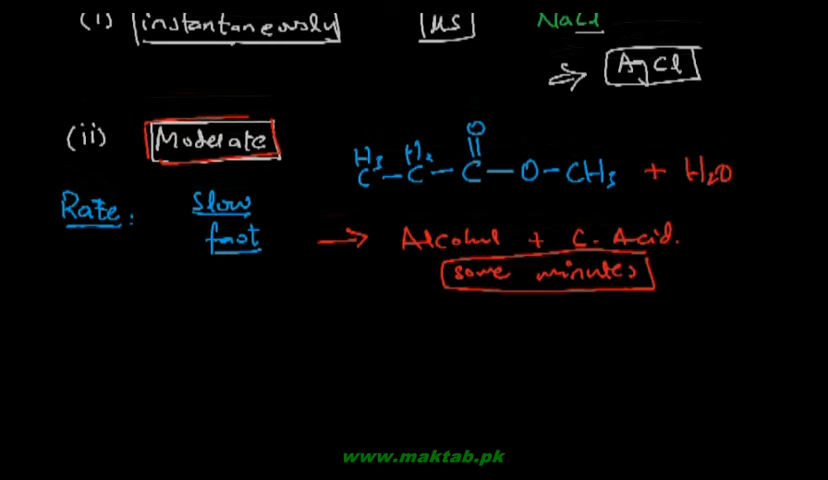 (i) instantaneously μs NaCl
⇒ AgCl
(ii) Moderate
O
H₃C – H₂C – C – O – CH₃ + H₂O
Rate: Slow
fast → Alcohol + C. Acid.
some minutes
www.maktab.pk